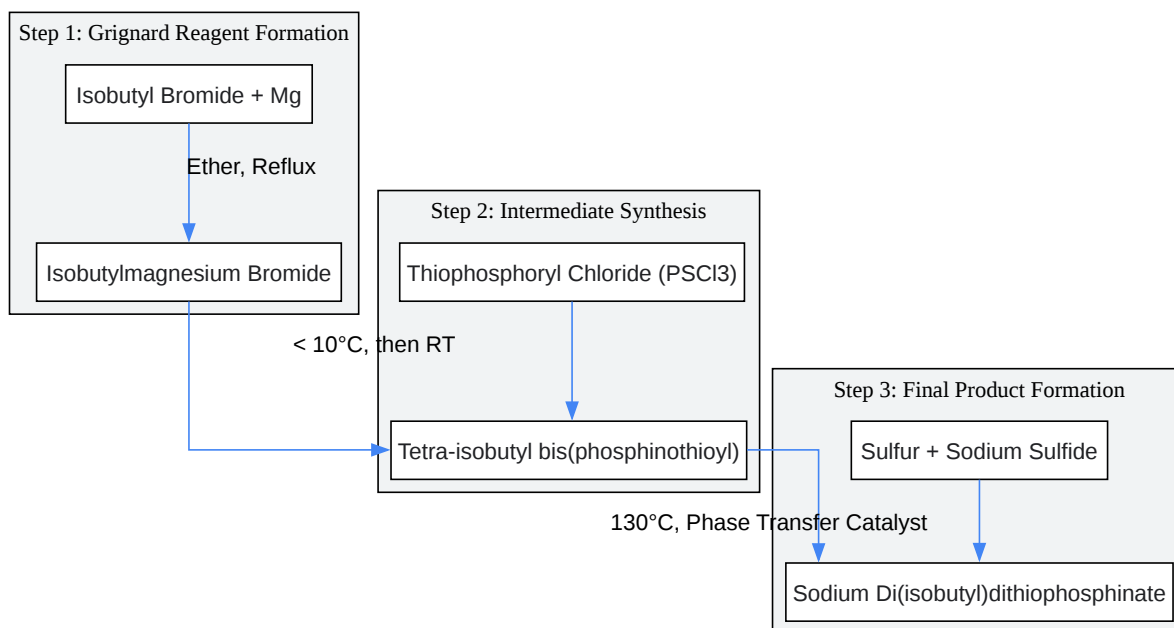 Step 1: Grignard Reagent Formation
Isobutyl Bromide + Mg
Ether, Reflux
Isobutylmagnesium Bromide
Step 2: Intermediate Synthesis
Thiophosphoryl Chloride (PSCl3)
< 10°C, then RT
Tetra-isobutyl bis(phosphinothioyl)
Step 3: Final Product Formation
Sulfur + Sodium Sulfide
130°C, Phase Transfer Catalyst
Sodium Di(isobutyl)dithiophosphinate